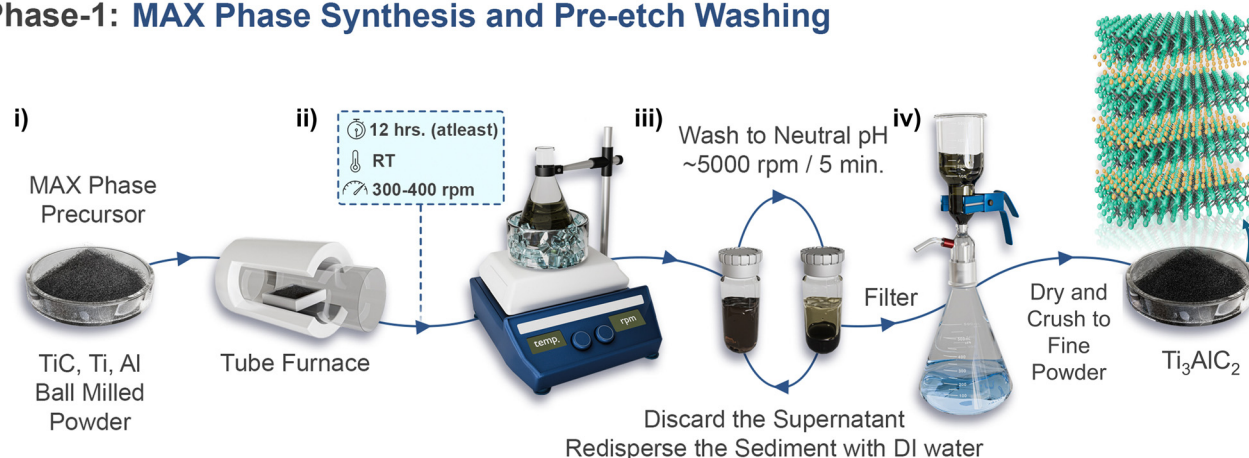 Phase-1: MAX Phase Synthesis and Pre-etch Washing
i)
MAX Phase
Precursor
TiC, Ti, Al
Ball Milled
Powder
Tube Furnace
ii)
12 hrs. (atleast)
RT
300-400 rpm
temp.
rpm
iii)
Wash to Neutral pH
~5000 rpm / 5 min.
Discard the Supernatant
Redisperse the Sediment with DI water
Filter
iv)
Dry and
Crush to
Fine
Powder
Ti₃AlC₂